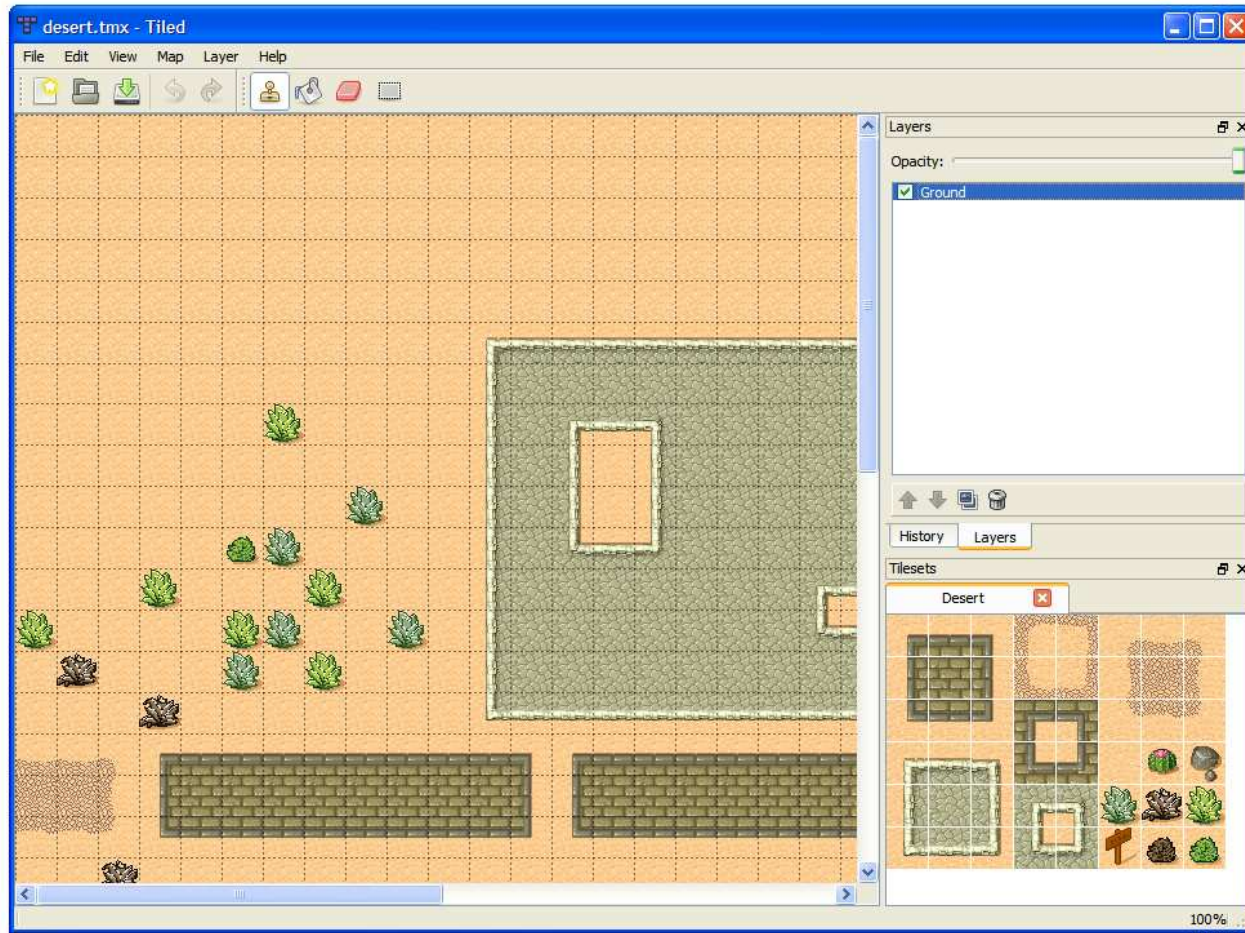 desert.tmx - Tiled
File Edit View Map Layer Help
Layers
Opacity:
Ground
History Layers
Tilesets
Desert
100%